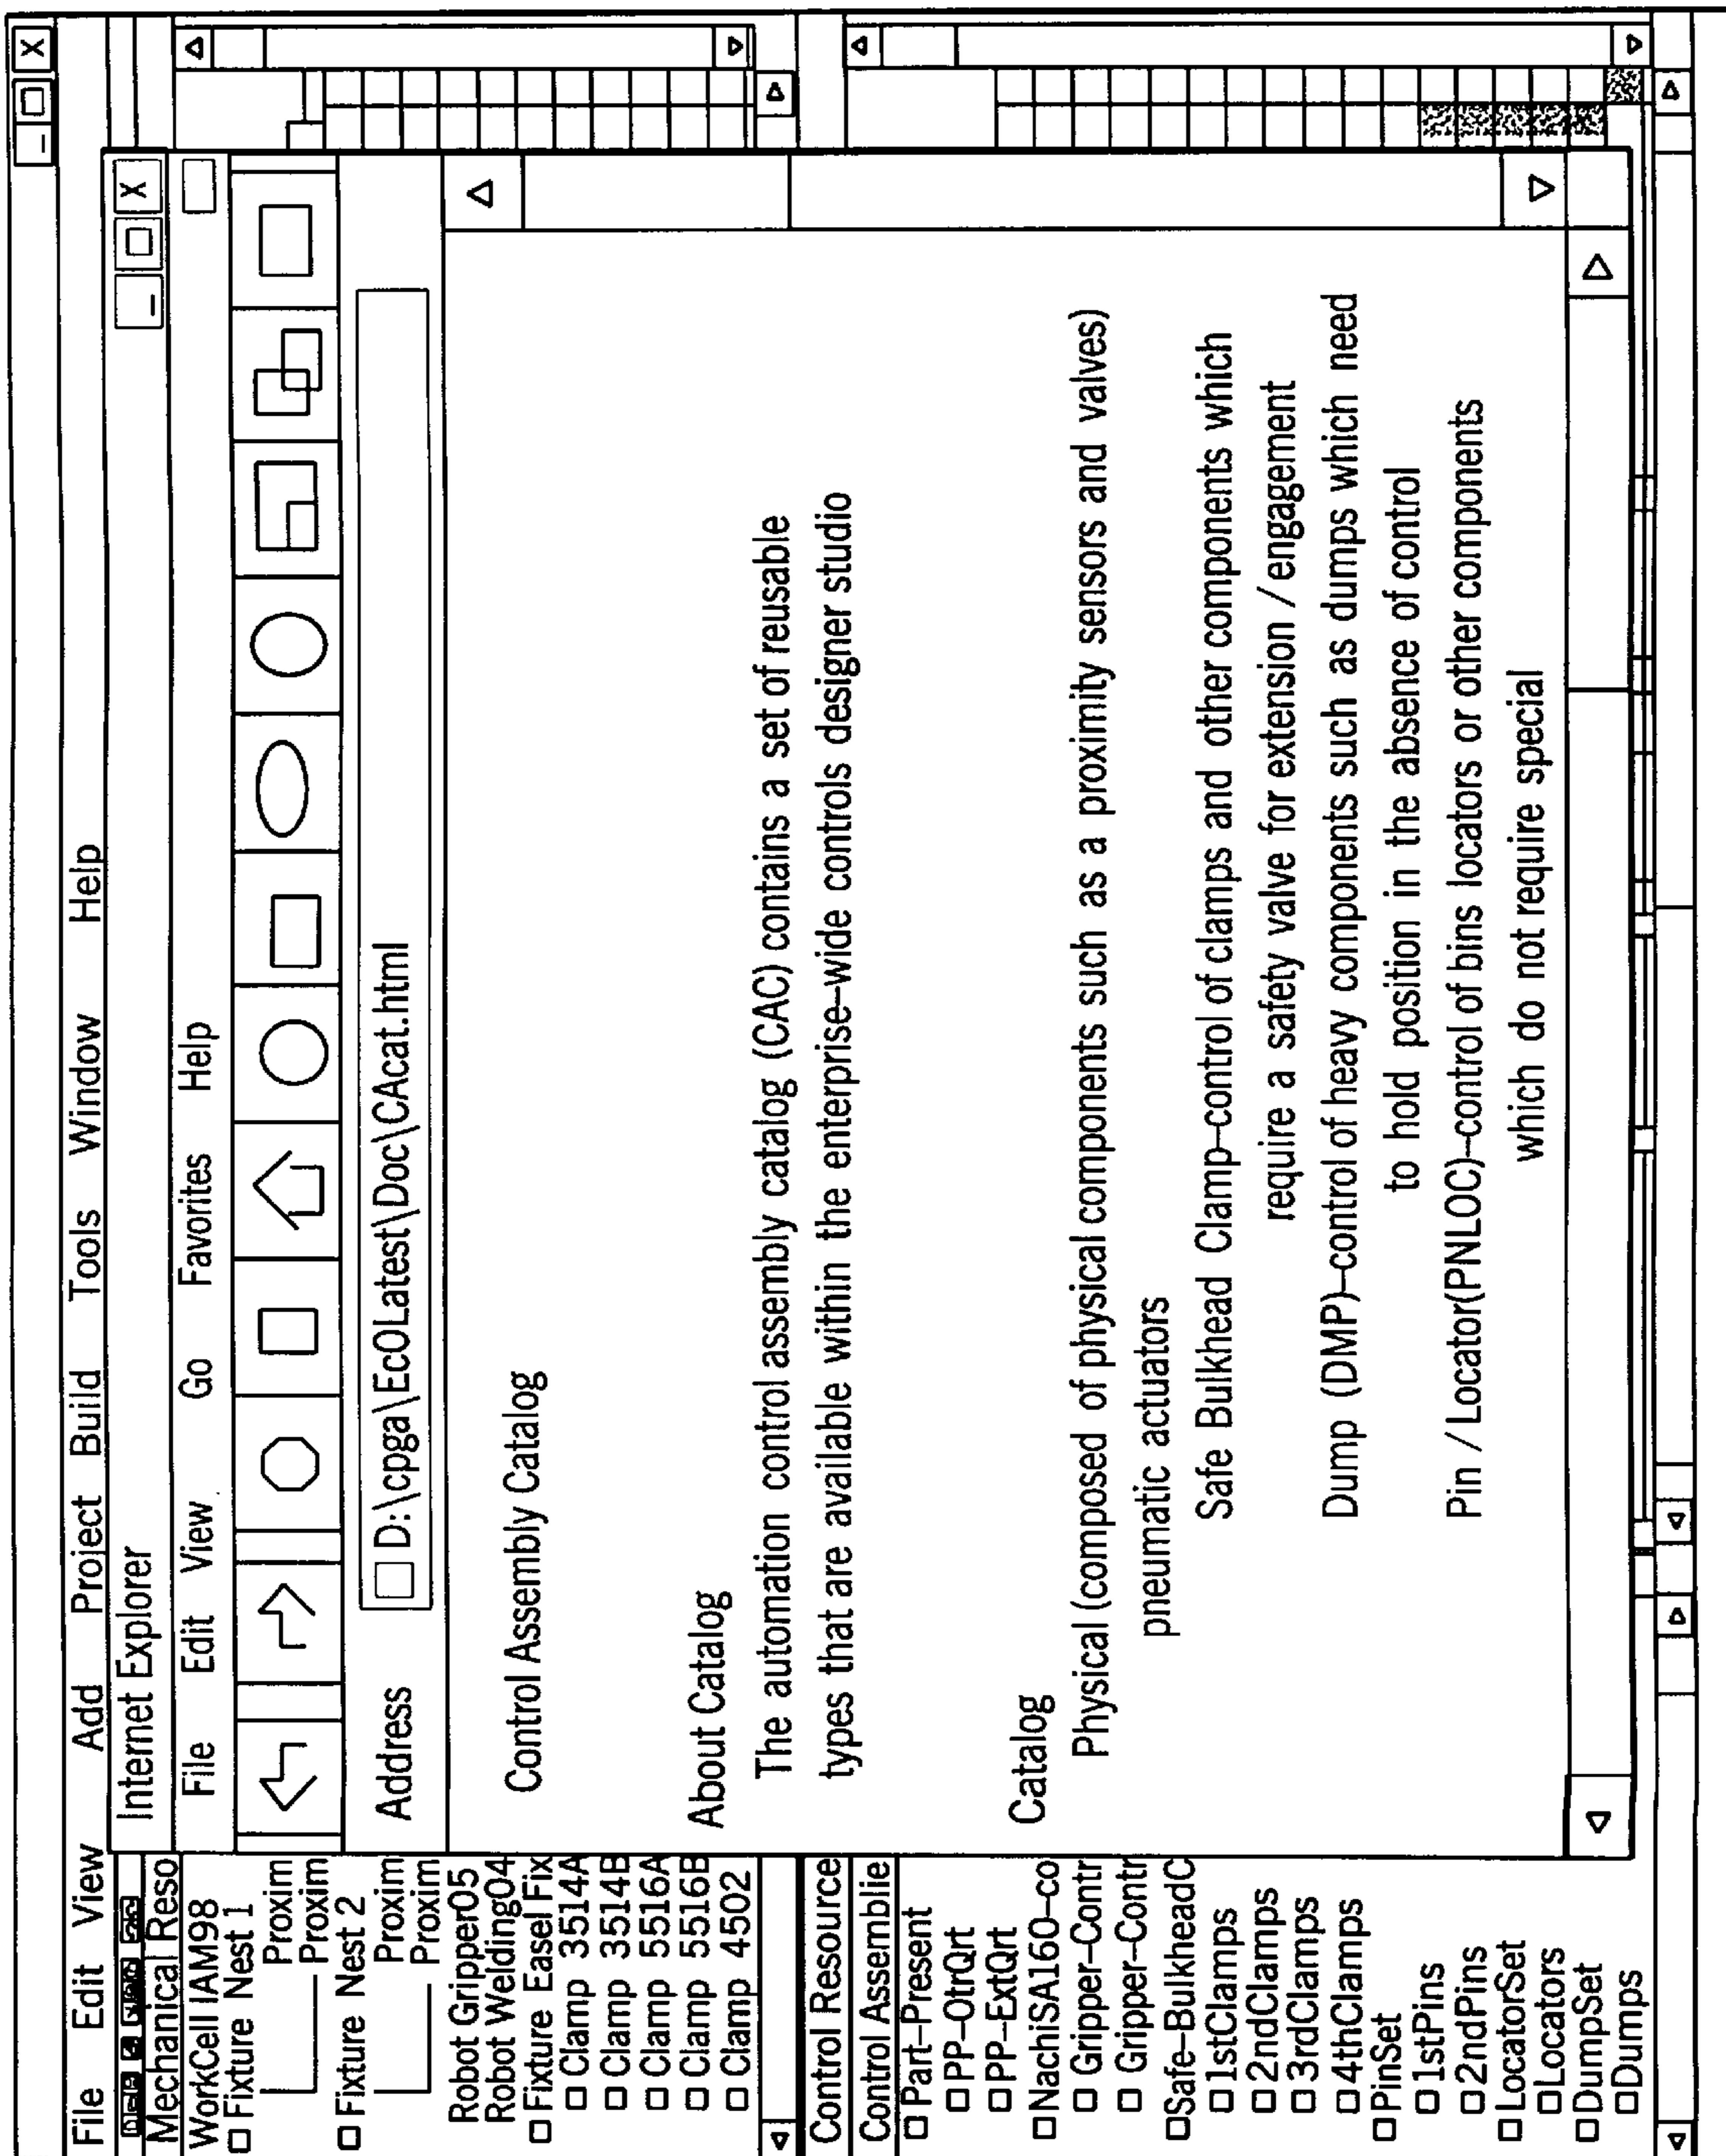 File Edit View Add Project Build Tools Window Help
Mechanical Reso
WorkCell IAM98
Fixture Nest 1
Proxim
Proxim
Fixture Nest 2
Proxim
Proxim
Robot Gripper05
Robot Welding04
Fixture Easel Fix
Clamp 3514A
Clamp 3514B
Clamp 5516A
Clamp 5516B
Clamp 4502
Control Resource
Control Assemblie
Part-Present
PP-OtrQrt
PP-ExtQrt
NachiSA160-co
Gripper-Contr
Gripper-Contr
Safe-BulkheadC
1stClamps
2ndClamps
3rdClamps
4thClamps
PinSet
1stPins
2ndPins
LocatorSet
Locators
DumpSet
Dumps
Internet Explorer
_ X
File Edit View Go Favorites Help
Address D:\cpga\EcOLatest\Doc\CAcat.html
Control Assembly Catalog
About Catalog
The automation control assembly catalog (CAC) contains a set of reusable
types that are available within the enterprise-wide controls designer studio
Catalog
Physical (composed of physical components such as a proximity sensors and valves)
pneumatic actuators
Safe Bulkhead Clamp-control of clamps and other components which
require a safety valve for extension / engagement
Dump (DMP)-control of heavy components such as dumps which need
to hold position in the absence of control
Pin / Locator(PNLOC)-control of bins locators or other components
which do not require special